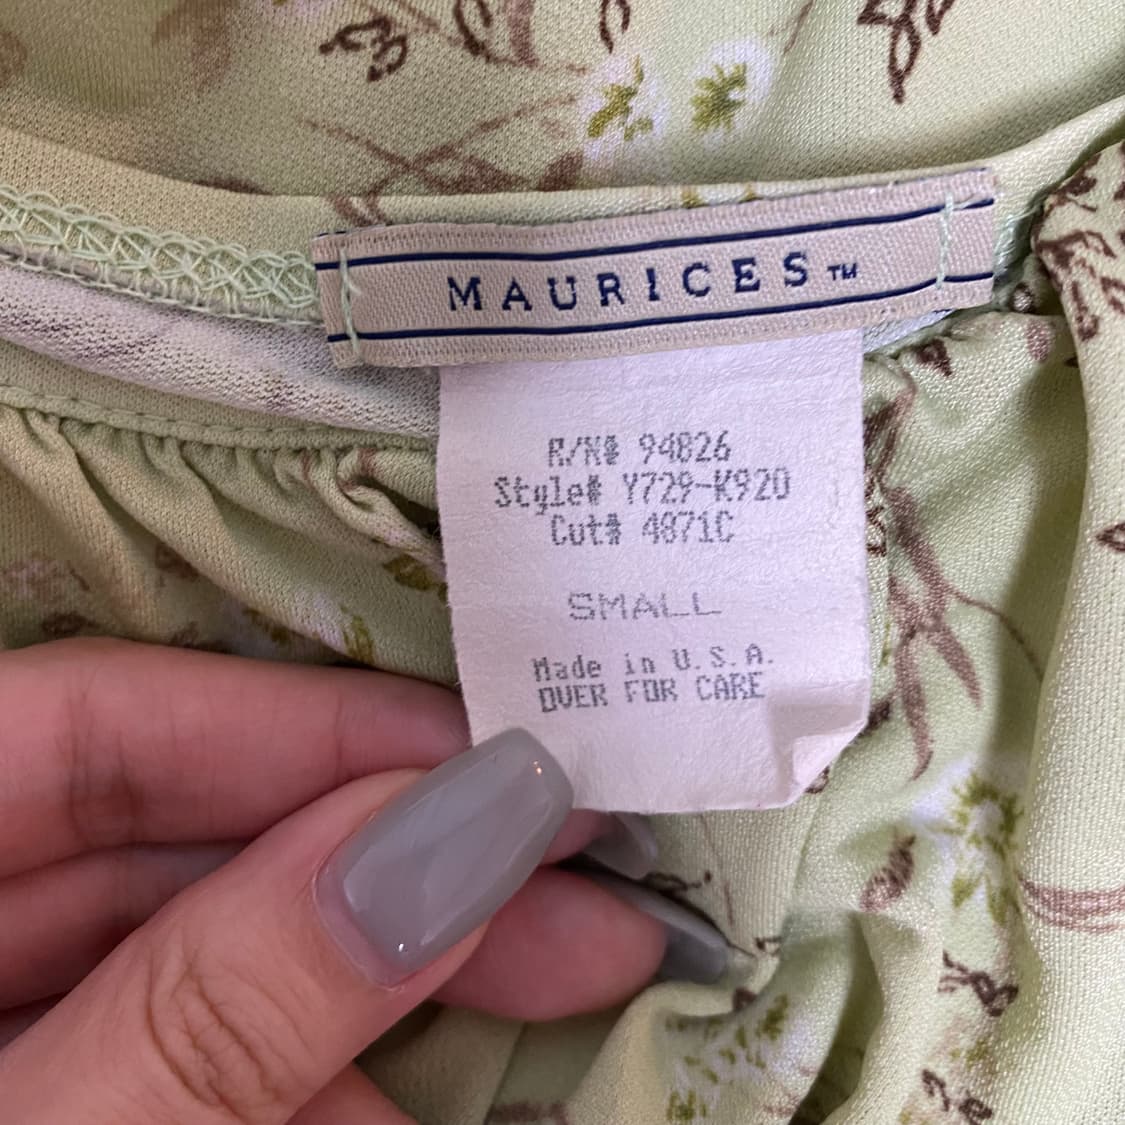 MAURICES™
R/N# 94826
Style# Y729-K920
Cut# 4871C
SMALL
Made in U.S.A.
OVER FOR CARE